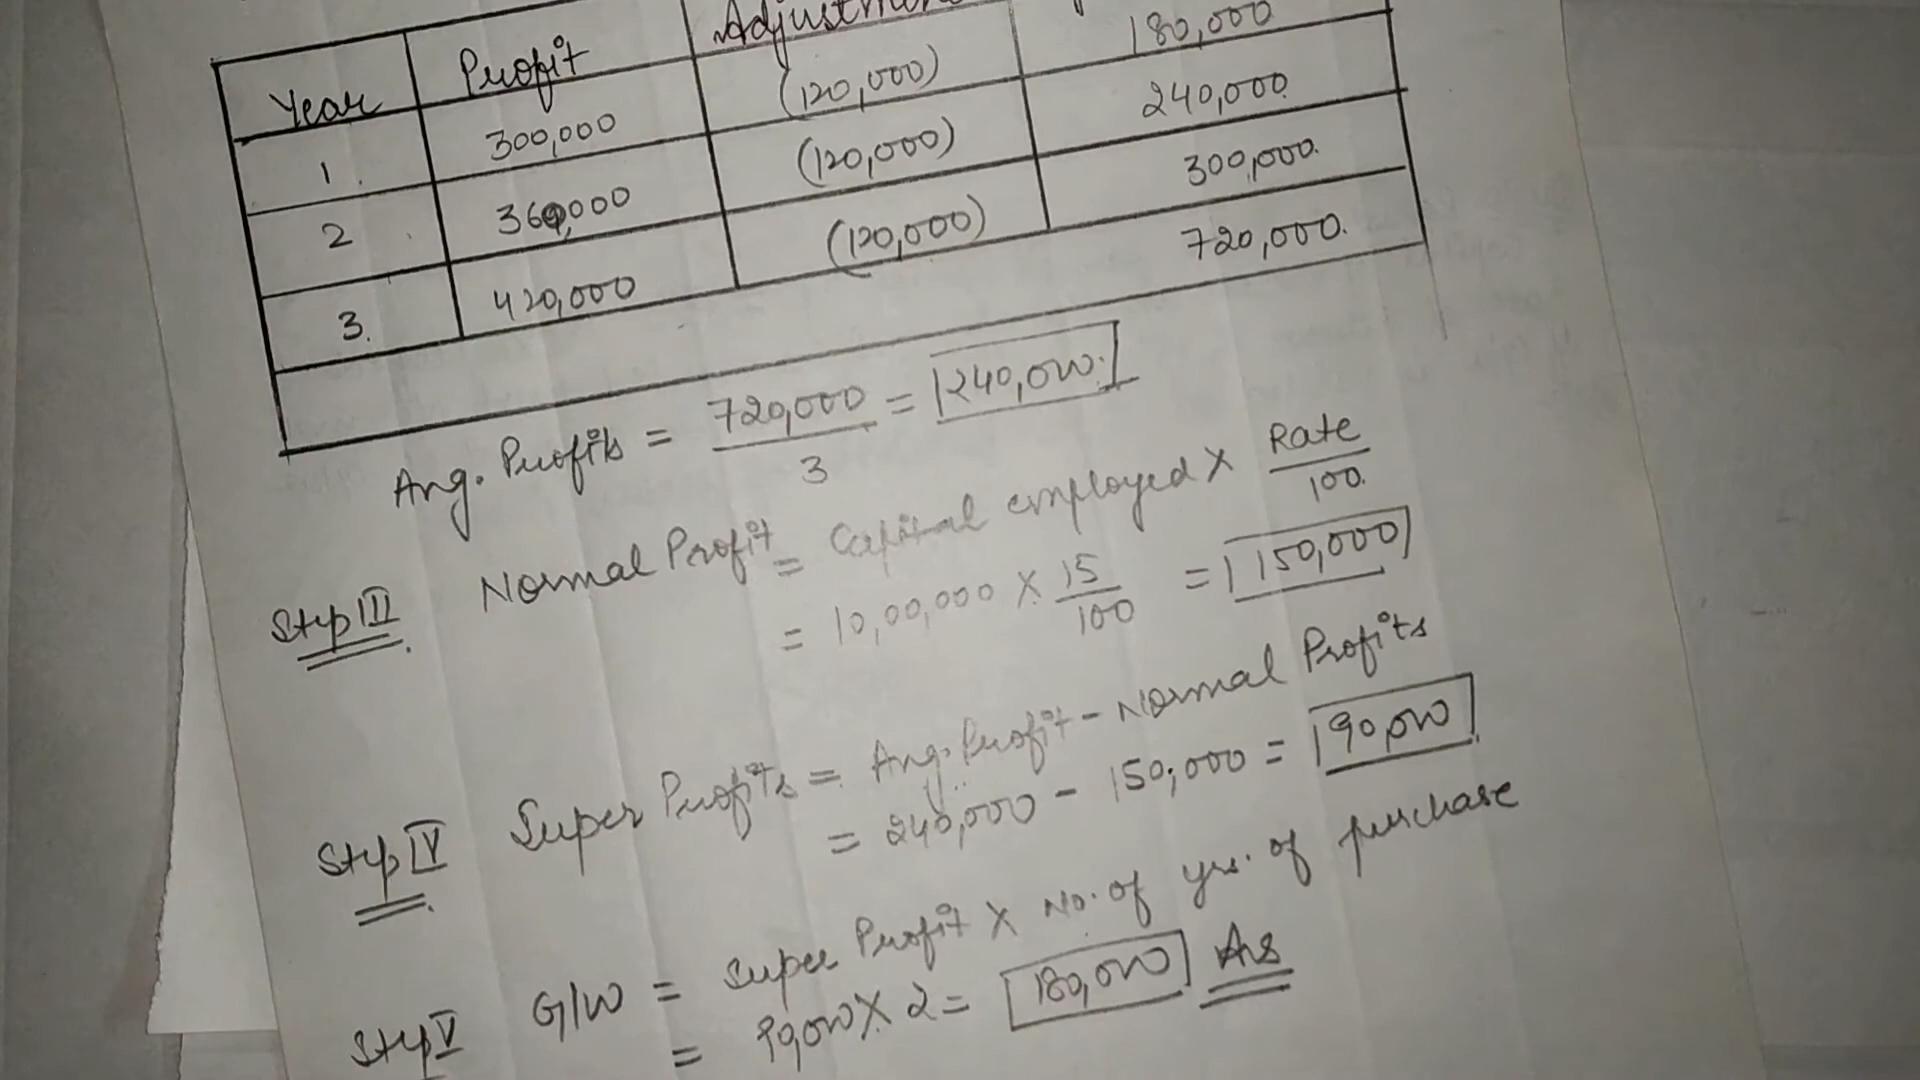 Year Profit Adjustment
1. 300,000 (120,000) 180,000
2 360,000 (120,000) 240,000
3. 420,000 (120,000) 300,000.
720,000.
Avg. Profits = 720,000 / 3 = 240,000.
Step III Normal Profit = Capital employed X Rate / 100.
= 10,00,000 X 15 / 100 = 150,000
Step IV Super Profits = Avg. Profit - Normal Profits
= 240,000 - 150,000 = 90,000
Step V G/W = Super Profit X No. of yrs. of purchase
= 90,000 X 2 = 180,000 Ans